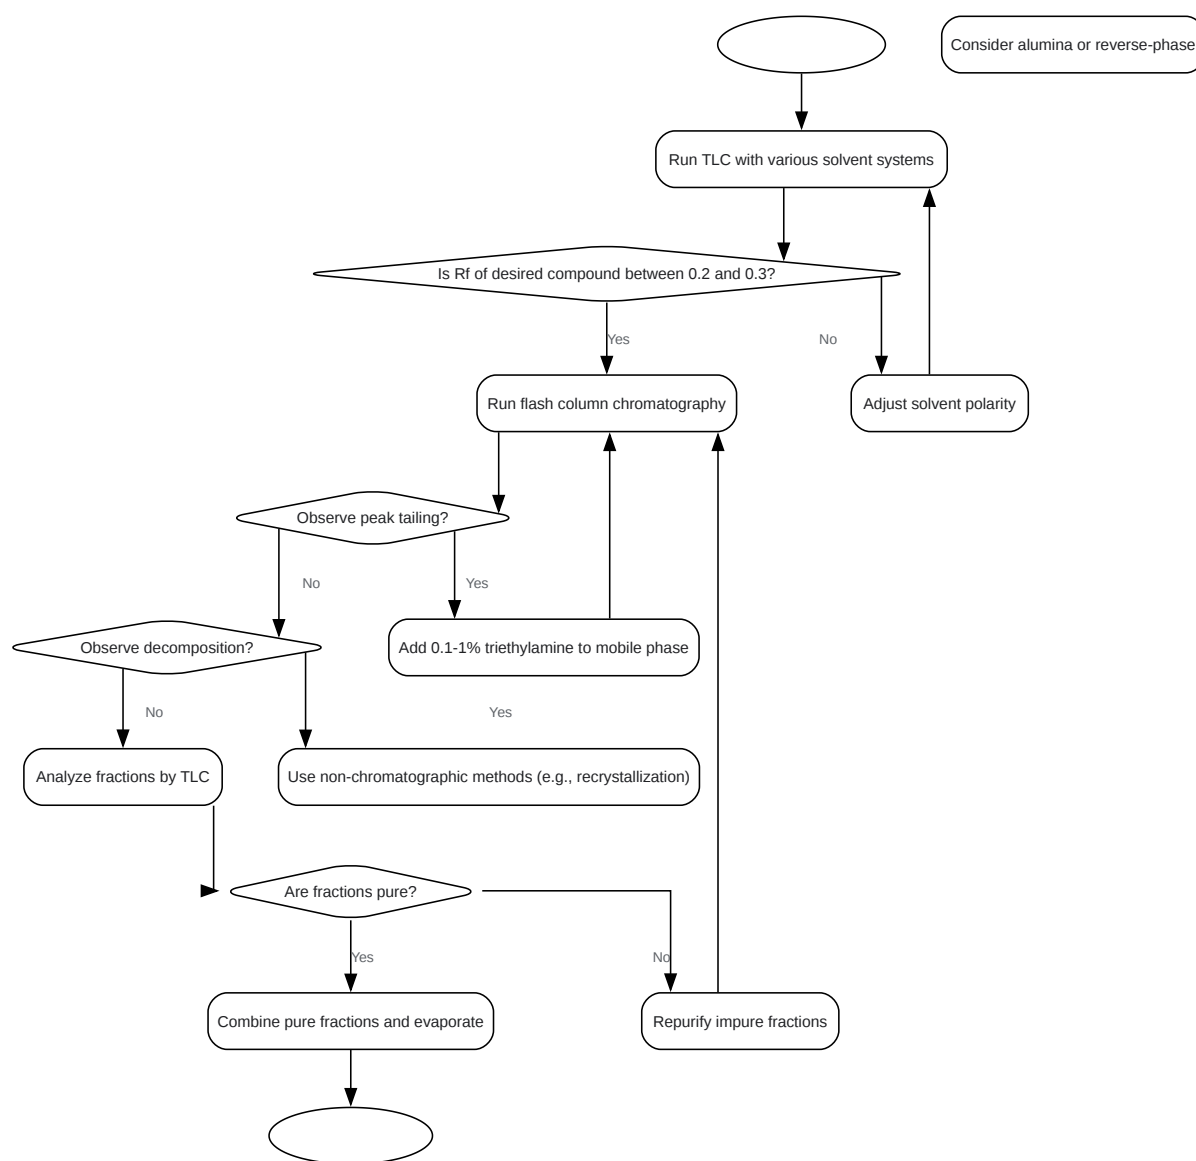 Consider alumina or reverse-phase
Run TLC with various solvent systems
Is Rf of desired compound between 0.2 and 0.3?
Yes
No
Run flash column chromatography
Adjust solvent polarity
Observe peak tailing?
No
Yes
Observe decomposition?
Add 0.1-1% triethylamine to mobile phase
No
Yes
Analyze fractions by TLC
Use non-chromatographic methods (e.g., recrystallization)
Are fractions pure?
Yes
No
Combine pure fractions and evaporate
Repurify impure fractions